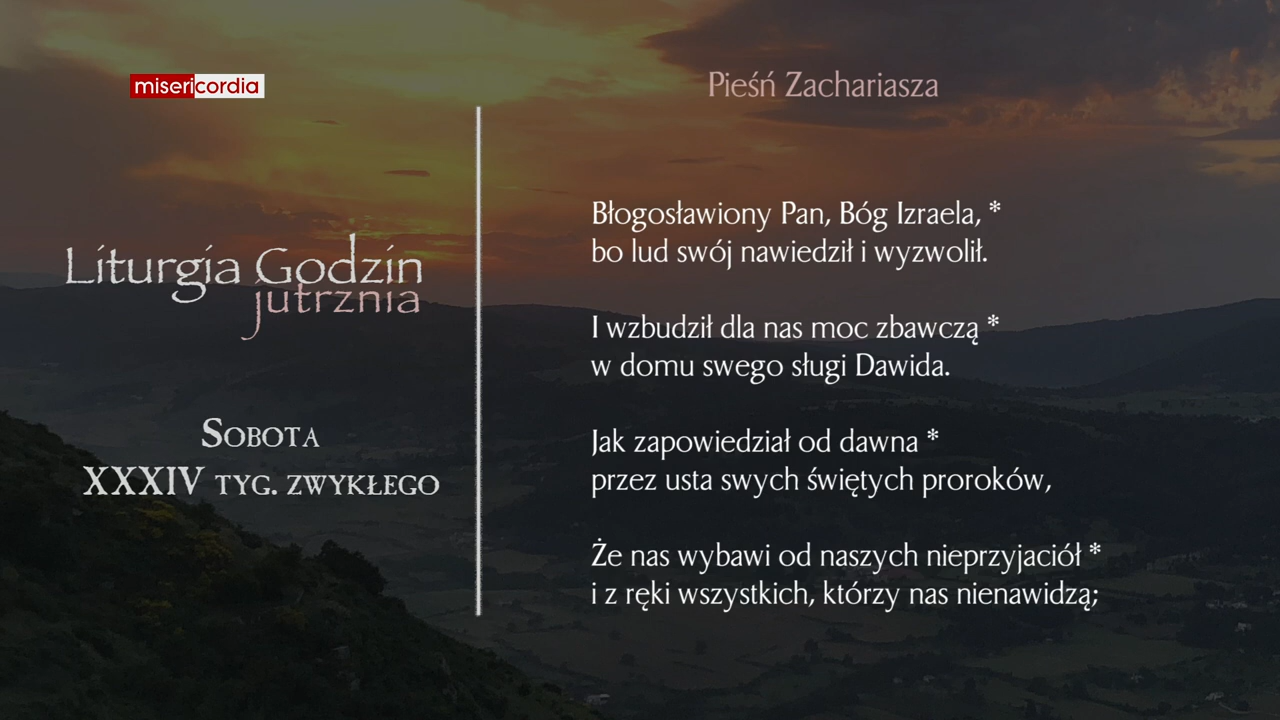 misericordia
Liturgia Godzin
jutrznia
Sobota
XXXIV tyg. zwykłego
Pieśń Zachariasza
Błogosławiony Pan, Bóg Izraela, *
bo lud swój nawiedził i wyzwolił.
I wzbudził dla nas moc zbawczą *
w domu swego sługi Dawida.
Jak zapowiedział od dawna *
przez usta swych świętych proroków,
Że nas wybawi od naszych nieprzyjaciół *
i z ręki wszystkich, którzy nas nienawidzą;